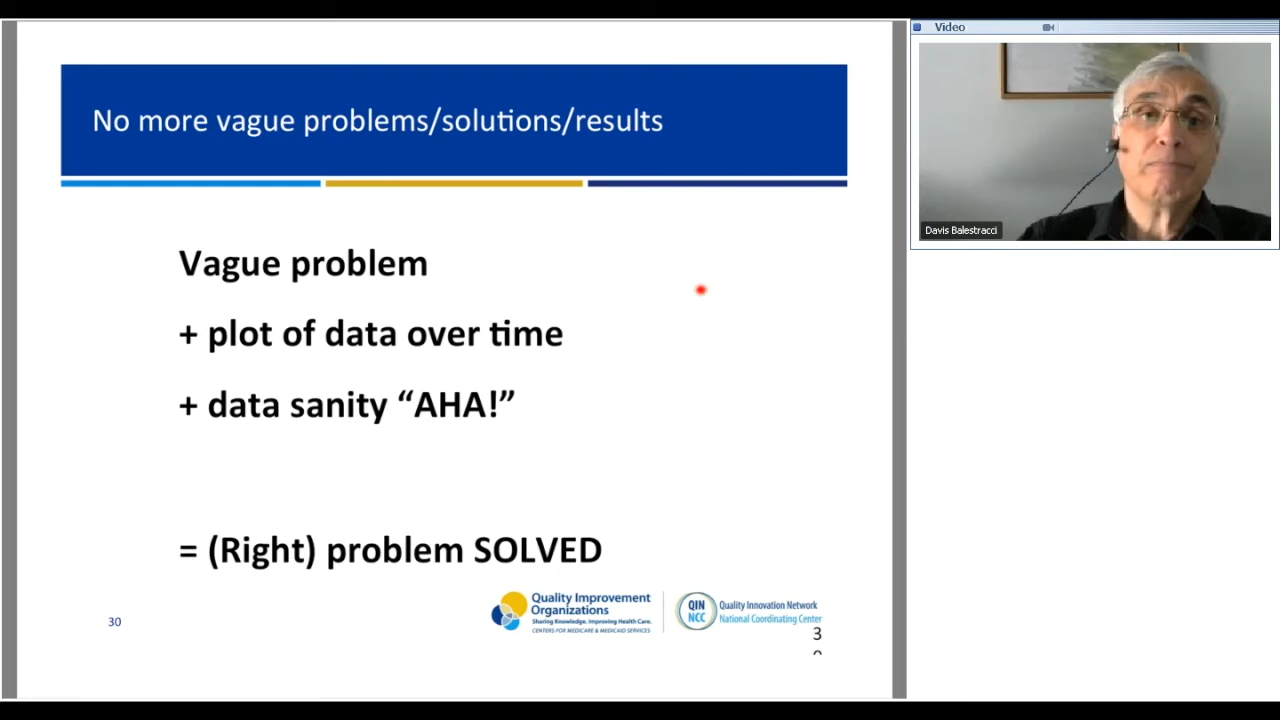 No more vague problems/solutions/results
Vague problem
+ plot of data over time
+ data sanity “AHA!”
= (Right) problem SOLVED
30
Quality Improvement
Organizations
Sharing Knowledge. Improving Health Care.
CENTERS FOR MEDICARE & MEDICAID SERVICES
QIN
NCC
Quality Innovation Network
National Coordinating Center
3
Video
Davis Balestracci